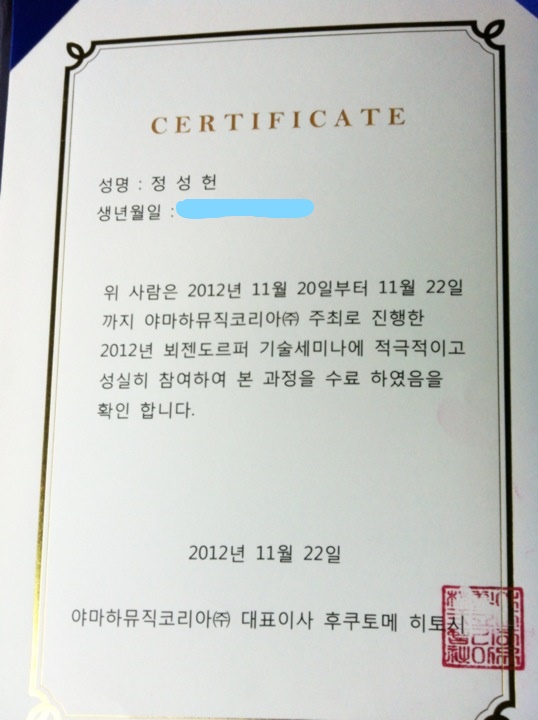 CERTIFICATE
성명 : 정 성 헌
생년월일 :
위 사람은 2012년 11월 20일부터 11월 22일
까지 야마하뮤직코리아㈜ 주최로 진행한
2012년 뵈젠도르퍼 기술세미나에 적극적이고
성실히 참여하여 본 과정을 수료 하였음을
확인 합니다.
2012년 11월 22일
야마하뮤직코리아㈜ 대표이사 후쿠토메 히토시